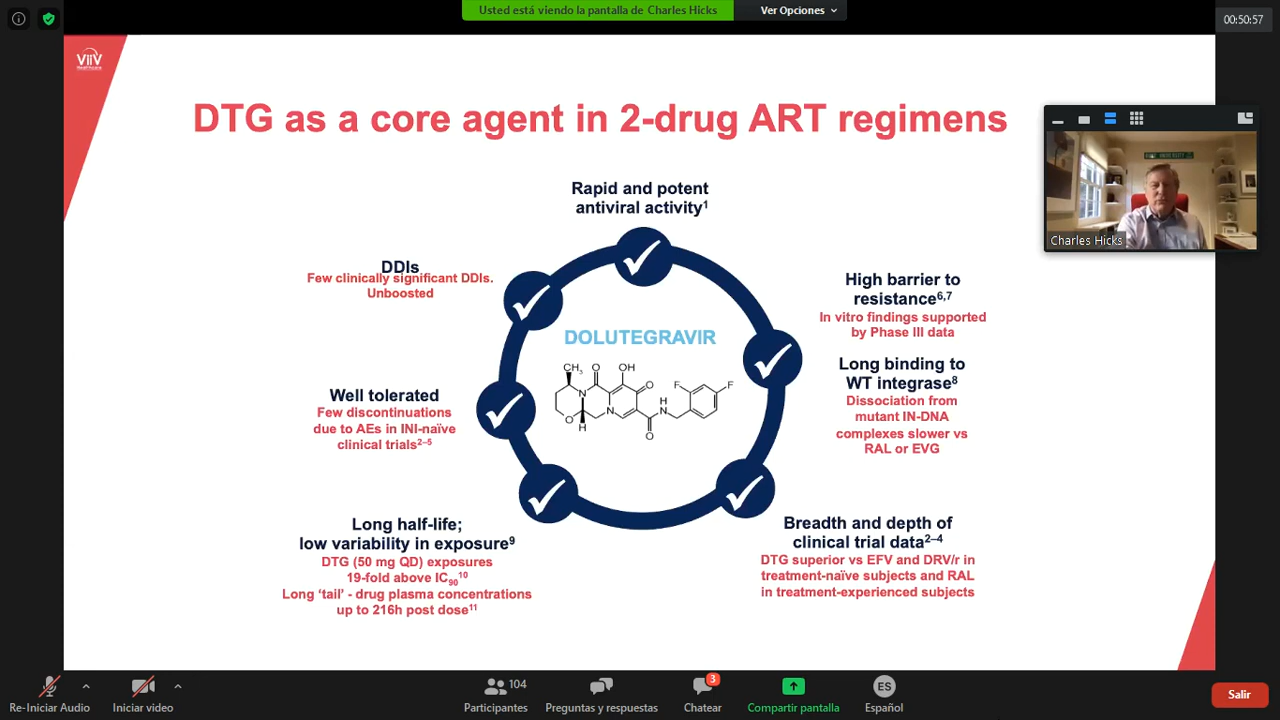 Usted está viendo la pantalla de Charles Hicks
Ver Opciones
00:50:57
ViiV
Healthcare
DTG as a core agent in 2-drug ART regimens
Charles Hicks
Rapid and potent
antiviral activity¹
DDIs
Few clinically significant DDIs.
Unboosted
High barrier to
resistance⁶,⁷
In vitro findings supported
by Phase III data
DOLUTEGRAVIR
CH₃
O
OH
N
O
F
F
H
N
O
H
N
O
O
Long binding to
WT integrase⁸
Dissociation from
mutant IN-DNA
complexes slower vs
RAL or EVG
Well tolerated
Few discontinuations
due to AEs in INI-naïve
clinical trials²⁻⁵
Long half-life;
low variability in exposure⁹
DTG (50 mg QD) exposures
19-fold above IC₉₀¹⁰
Long ‘tail’ - drug plasma concentrations
up to 216h post dose¹¹
Breadth and depth of
clinical trial data²⁻⁴
DTG superior vs EFV and DRV/r in
treatment-naïve subjects and RAL
in treatment-experienced subjects
Re-Iniciar Audio
Iniciar video
104
Participantes
Preguntas y respuestas
3
Chatear
Compartir pantalla
ES
Español
Salir